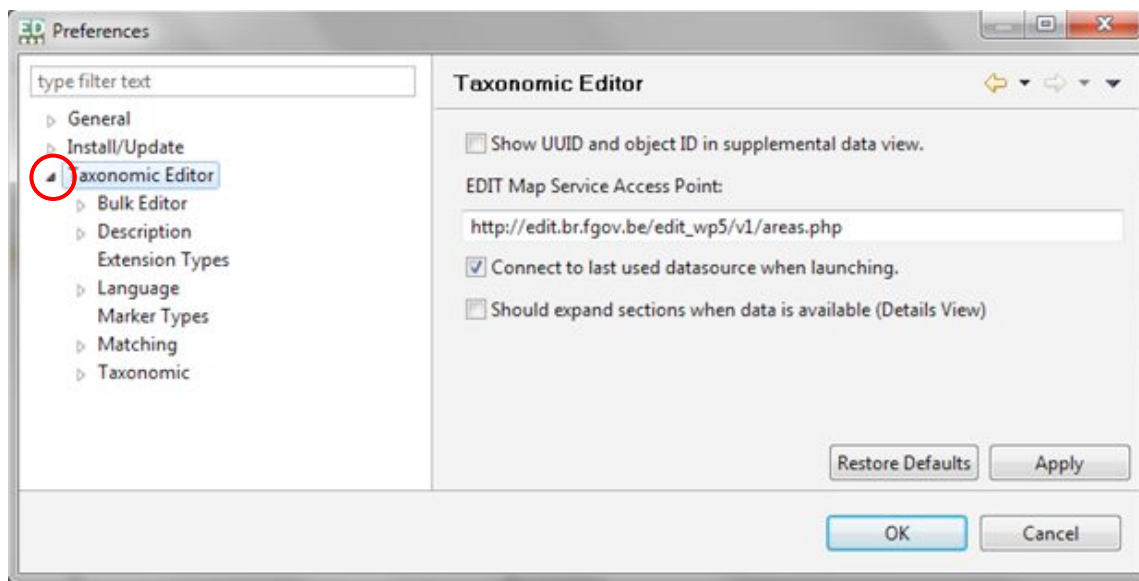 Preferences
type filter text
General
Install/Update
Taxonomic Editor
Bulk Editor
Description
Extension Types
Language
Marker Types
Matching
Taxonomic
Taxonomic Editor
Show UUID and object ID in supplemental data view.
EDIT Map Service Access Point:
http://edit.br.fgov.be/edit_wp5/v1/areas.php
Connect to last used datasource when launching.
Should expand sections when data is available (Details View)
Restore Defaults
Apply
OK
Cancel